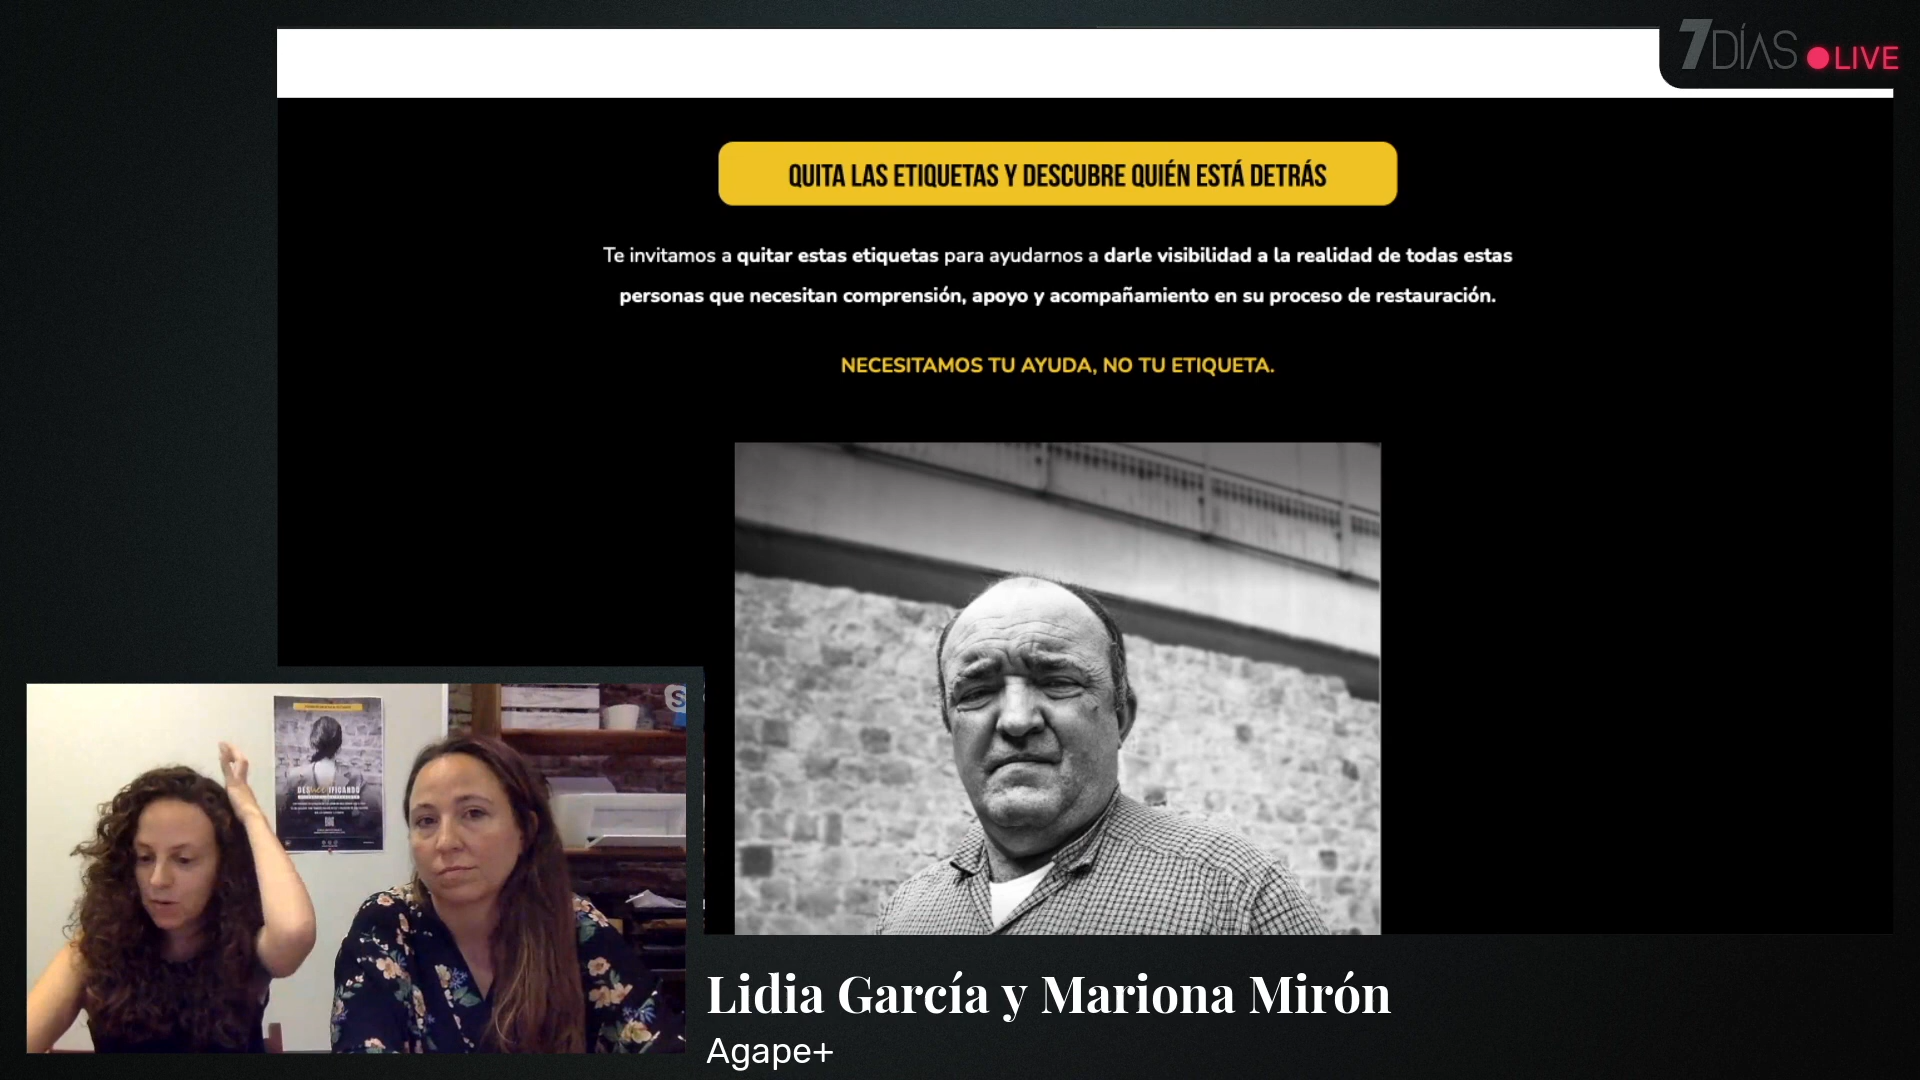 7DÍAS LIVE
QUITA LAS ETIQUETAS Y DESCUBRE QUIÉN ESTÁ DETRÁS
Te invitamos a quitar estas etiquetas para ayudarnos a darle visibilidad a la realidad de todas estas
personas que necesitan comprensión, apoyo y acompañamiento en su proceso de restauración.
NECESITAMOS TU AYUDA, NO TU ETIQUETA.
S
Lidia García y Mariona Mirón
Agape+